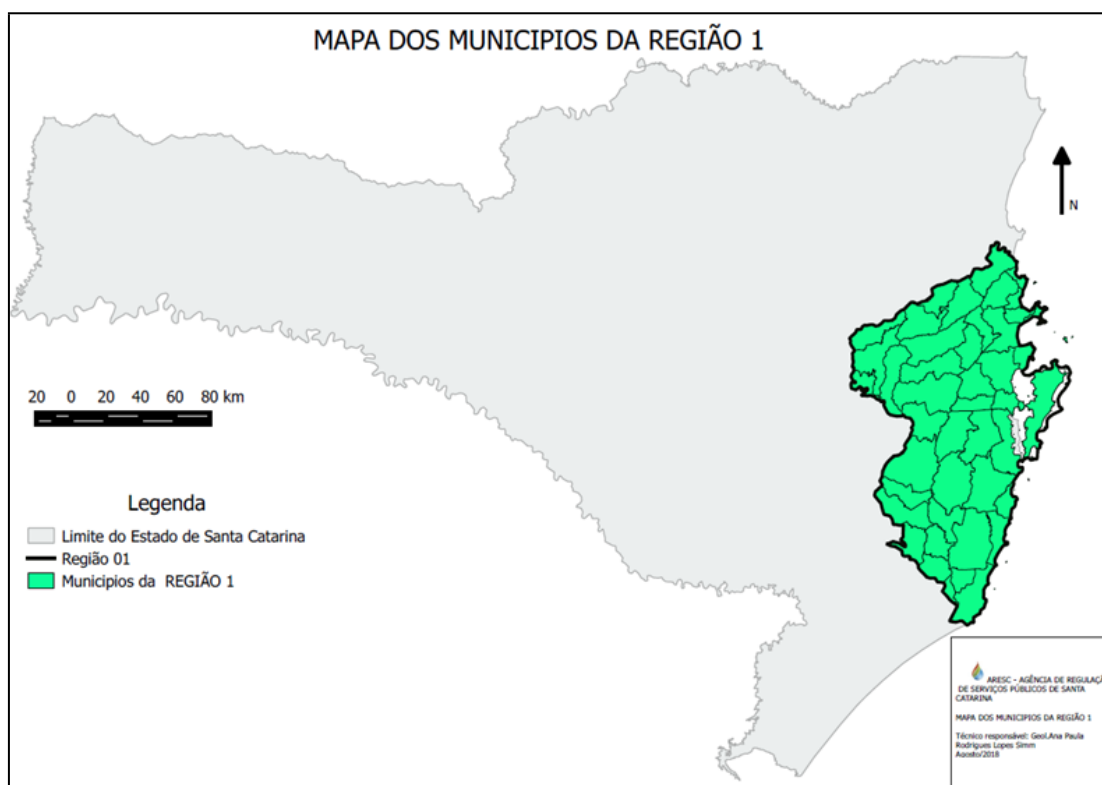 MAPA DOS MUNICIPIOS DA REGIÃO 1
N
20 0 20 40 60 80 km
Legenda
Limite do Estado de Santa Catarina
Região 01
Municipios da REGIÃO 1
ARESC - AGÊNCIA DE REGULAÇÃ
DE SERVIÇOS PÚBLICOS DE SANTA
CATARINA
MAPA DOS MUNICIPIOS DA REGIÃO 1
Técnico responsável: Geol.Ana Paula
Rodrigues Lopes Simm
Agosto/2018